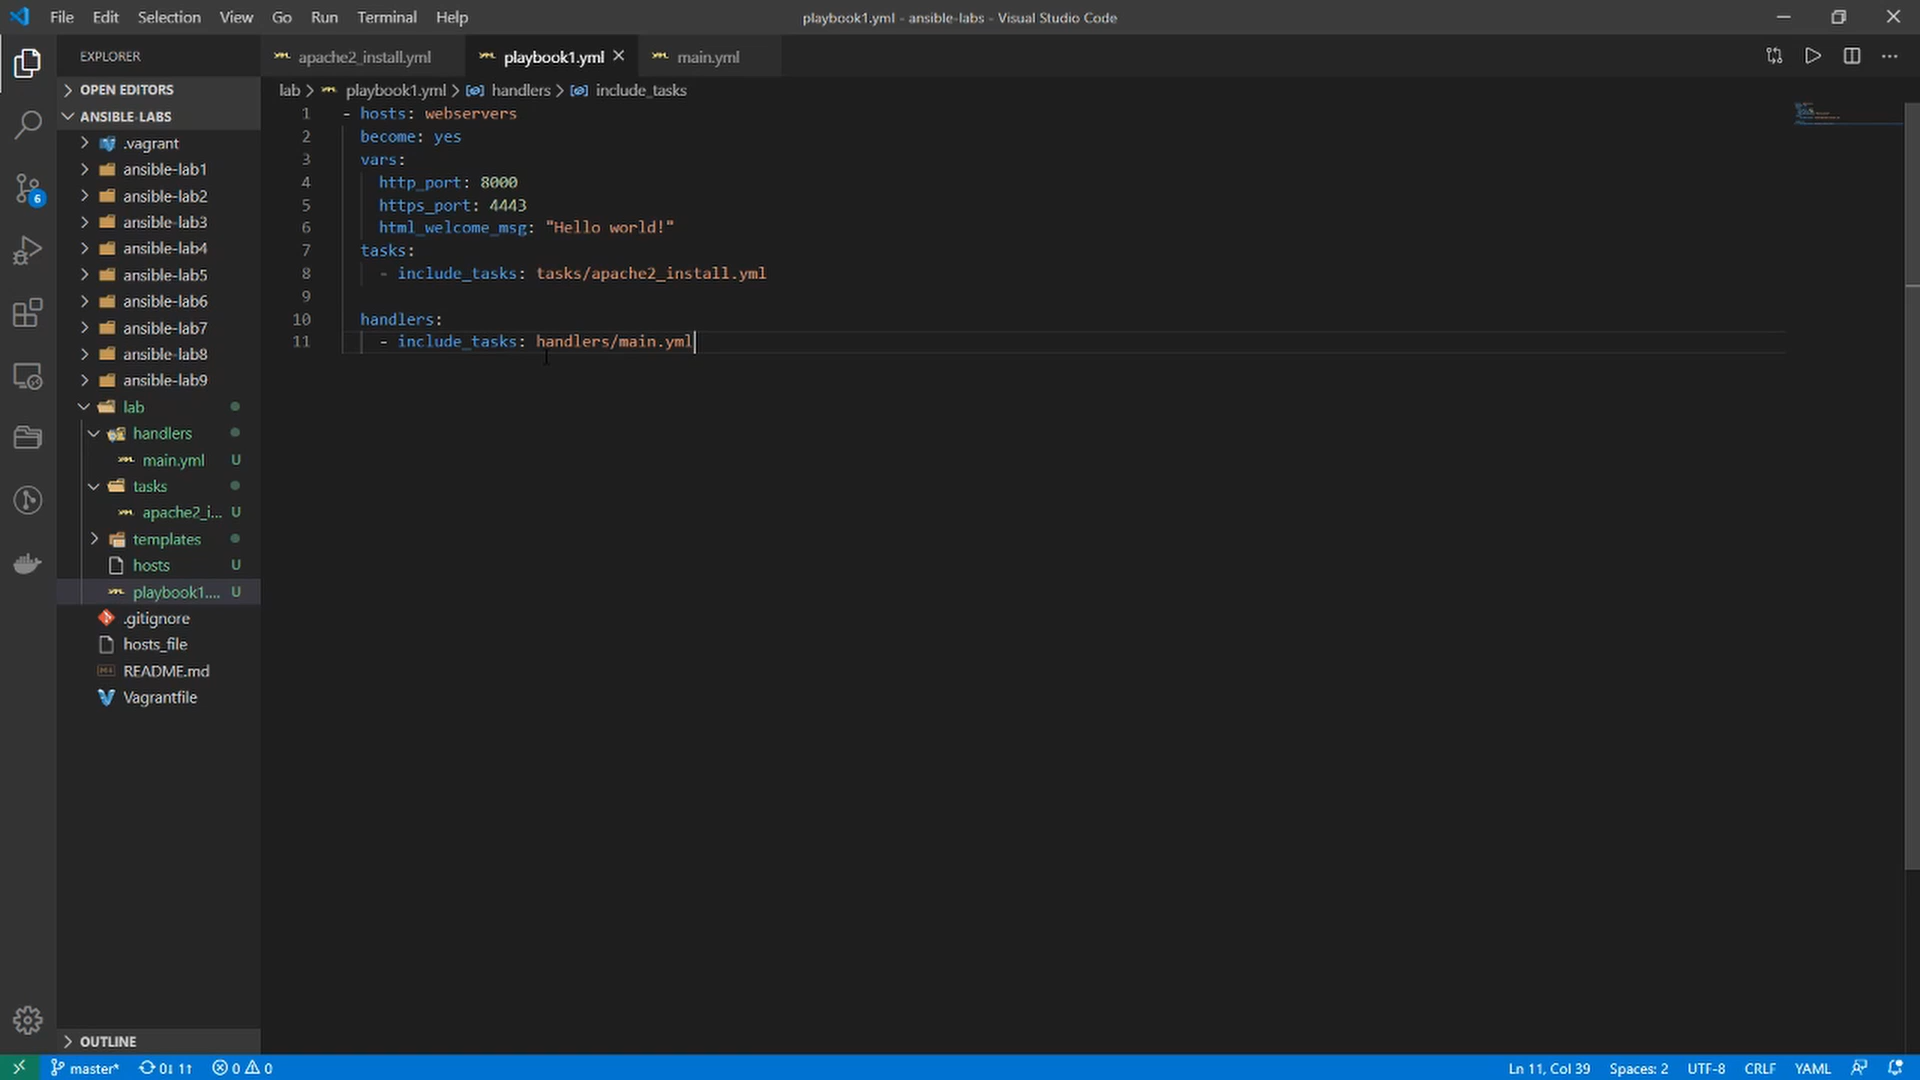 File Edit Selection View Go Run Terminal Help
playbook1.yml - ansible-labs - Visual Studio Code
EXPLORER
OPEN EDITORS
ANSIBLE-LABS
.vagrant
ansible-lab1
ansible-lab2
ansible-lab3
ansible-lab4
ansible-lab5
ansible-lab6
ansible-lab7
ansible-lab8
ansible-lab9
lab
handlers
main.yml U
tasks
apache2_i... U
templates
hosts U
playbook1.... U
.gitignore
hosts_file
README.md
Vagrantfile
OUTLINE
6
apache2_install.yml playbook1.yml main.yml
lab > playbook1.yml > handlers > include_tasks
1 - hosts: webservers
2 become: yes
3 vars:
4 http_port: 8000
5 https_port: 4443
6 html_welcome_msg: "Hello world!"
7 tasks:
8 - include_tasks: tasks/apache2_install.yml
9
10 handlers:
11 - include_tasks: handlers/main.yml
master* 0↓ 1↑ 0 0 Ln 11, Col 39 Spaces: 2 UTF-8 CRLF YAML